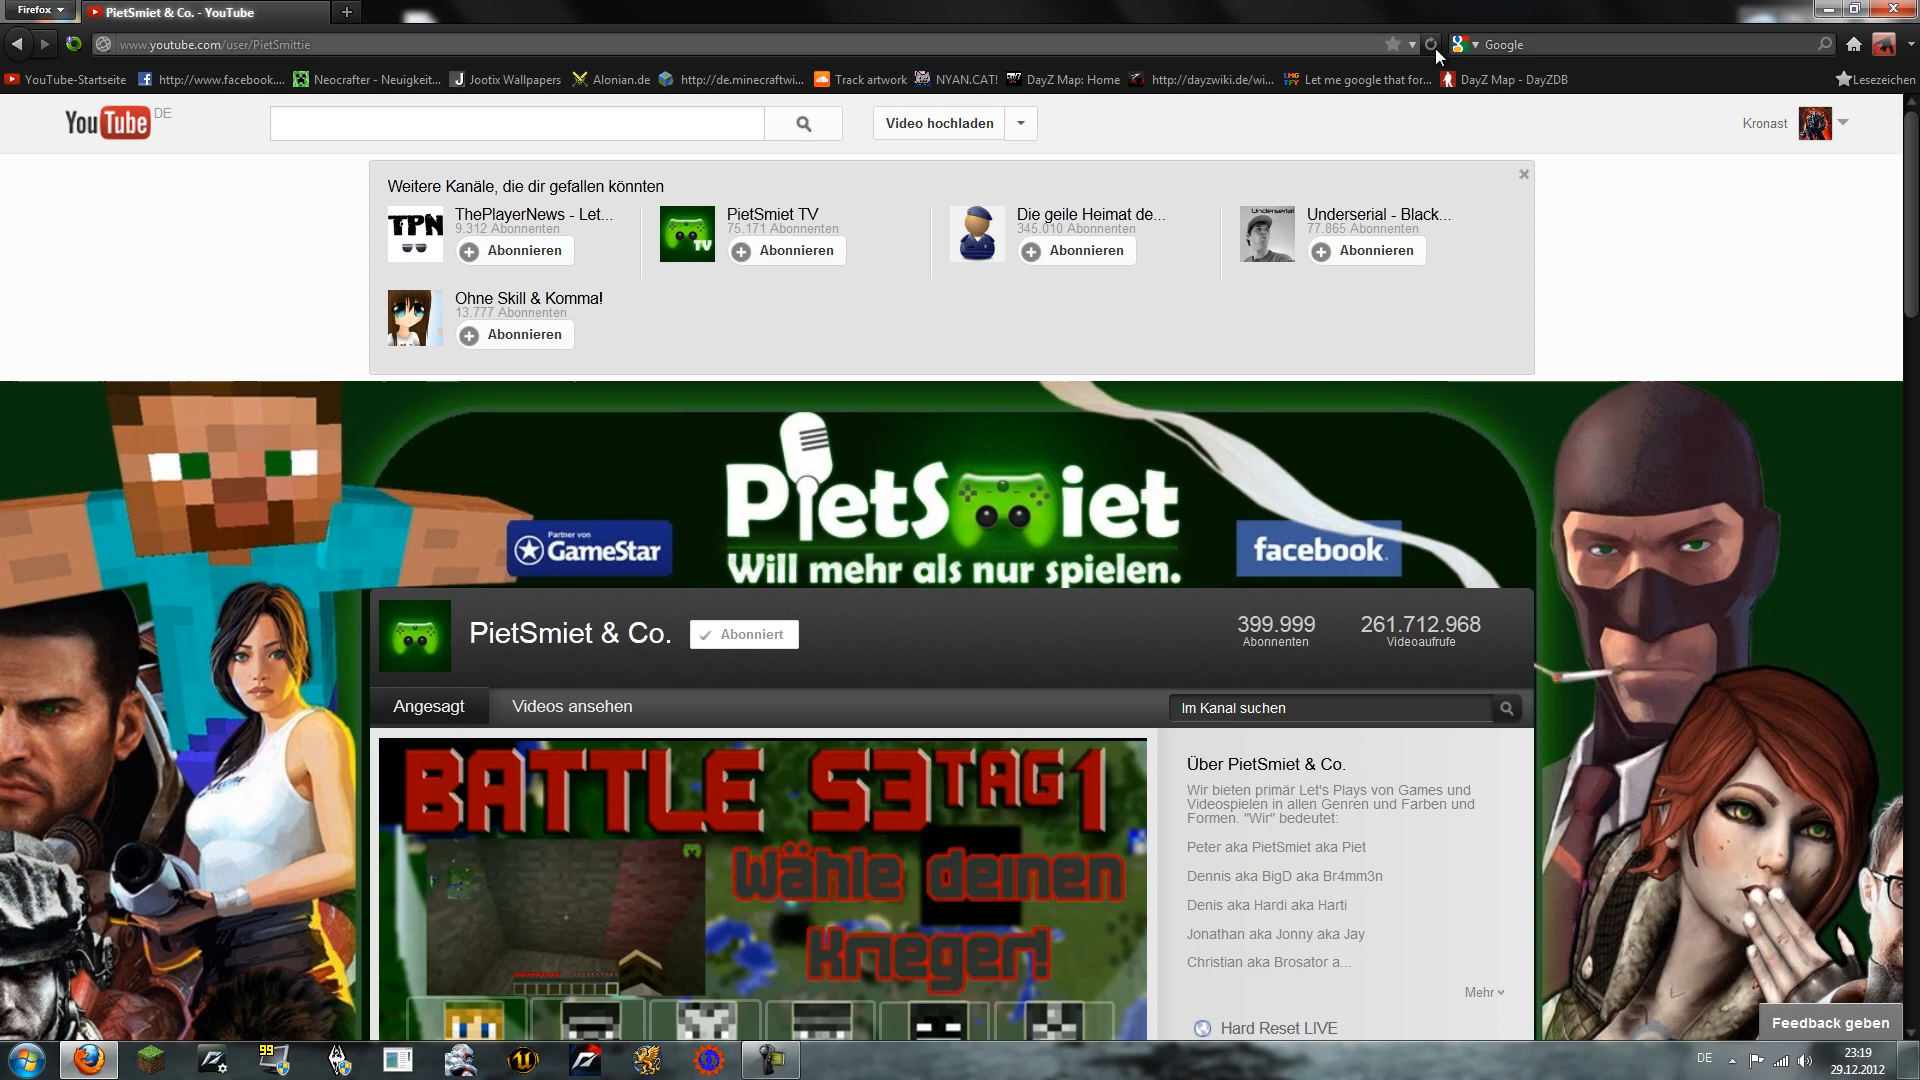 Firefox
PietSmiet & Co. - YouTube
www.youtube.com/user/PietSmittie
Google
YouTube-Startseite
http://www.facebook....
Neocrafter - Neuigkeit...
Jootix Wallpapers
Alonian.de
http://de.minecraftwi...
Track artwork
NYAN.CAT!
DayZ Map: Home
http://dayzwiki.de/wi...
Let me google that for...
DayZ Map - DayZDB
Lesezeichen
YouTube DE
Video hochladen
Kronast
Weitere Kanäle, die dir gefallen könnten
TPN
ThePlayerNews - Let...
9.312 Abonnenten
Abonnieren
TV
PietSmiet TV
75.171 Abonnenten
Abonnieren
Die geile Heimat de...
345.010 Abonnenten
Abonnieren
Underserial
Underserial - Black...
77.865 Abonnenten
Abonnieren
Ohne Skill & Komma!
13.777 Abonnenten
Abonnieren
PietSmiet
Will mehr als nur spielen.
Partner von
GameStar
facebook
PietSmiet & Co.
Abonniert
399.999
Abonnenten
261.712.968
Videoaufrufe
Angesagt
Videos ansehen
Im Kanal suchen
BATTLE S3 TAG 1
Wähle deinen
Krieger!
Über PietSmiet & Co.
Wir bieten primär Let's Plays von Games und
Videospielen in allen Genren und Farben und
Formen. "Wir" bedeutet:
Peter aka PietSmiet aka Piet
Dennis aka BigD aka Br4mm3n
Denis aka Hardi aka Harti
Jonathan aka Jonny aka Jay
Christian aka Brosator a...
Mehr
Hard Reset LIVE
Feedback geben
99
DE
23:19
29.12.2012